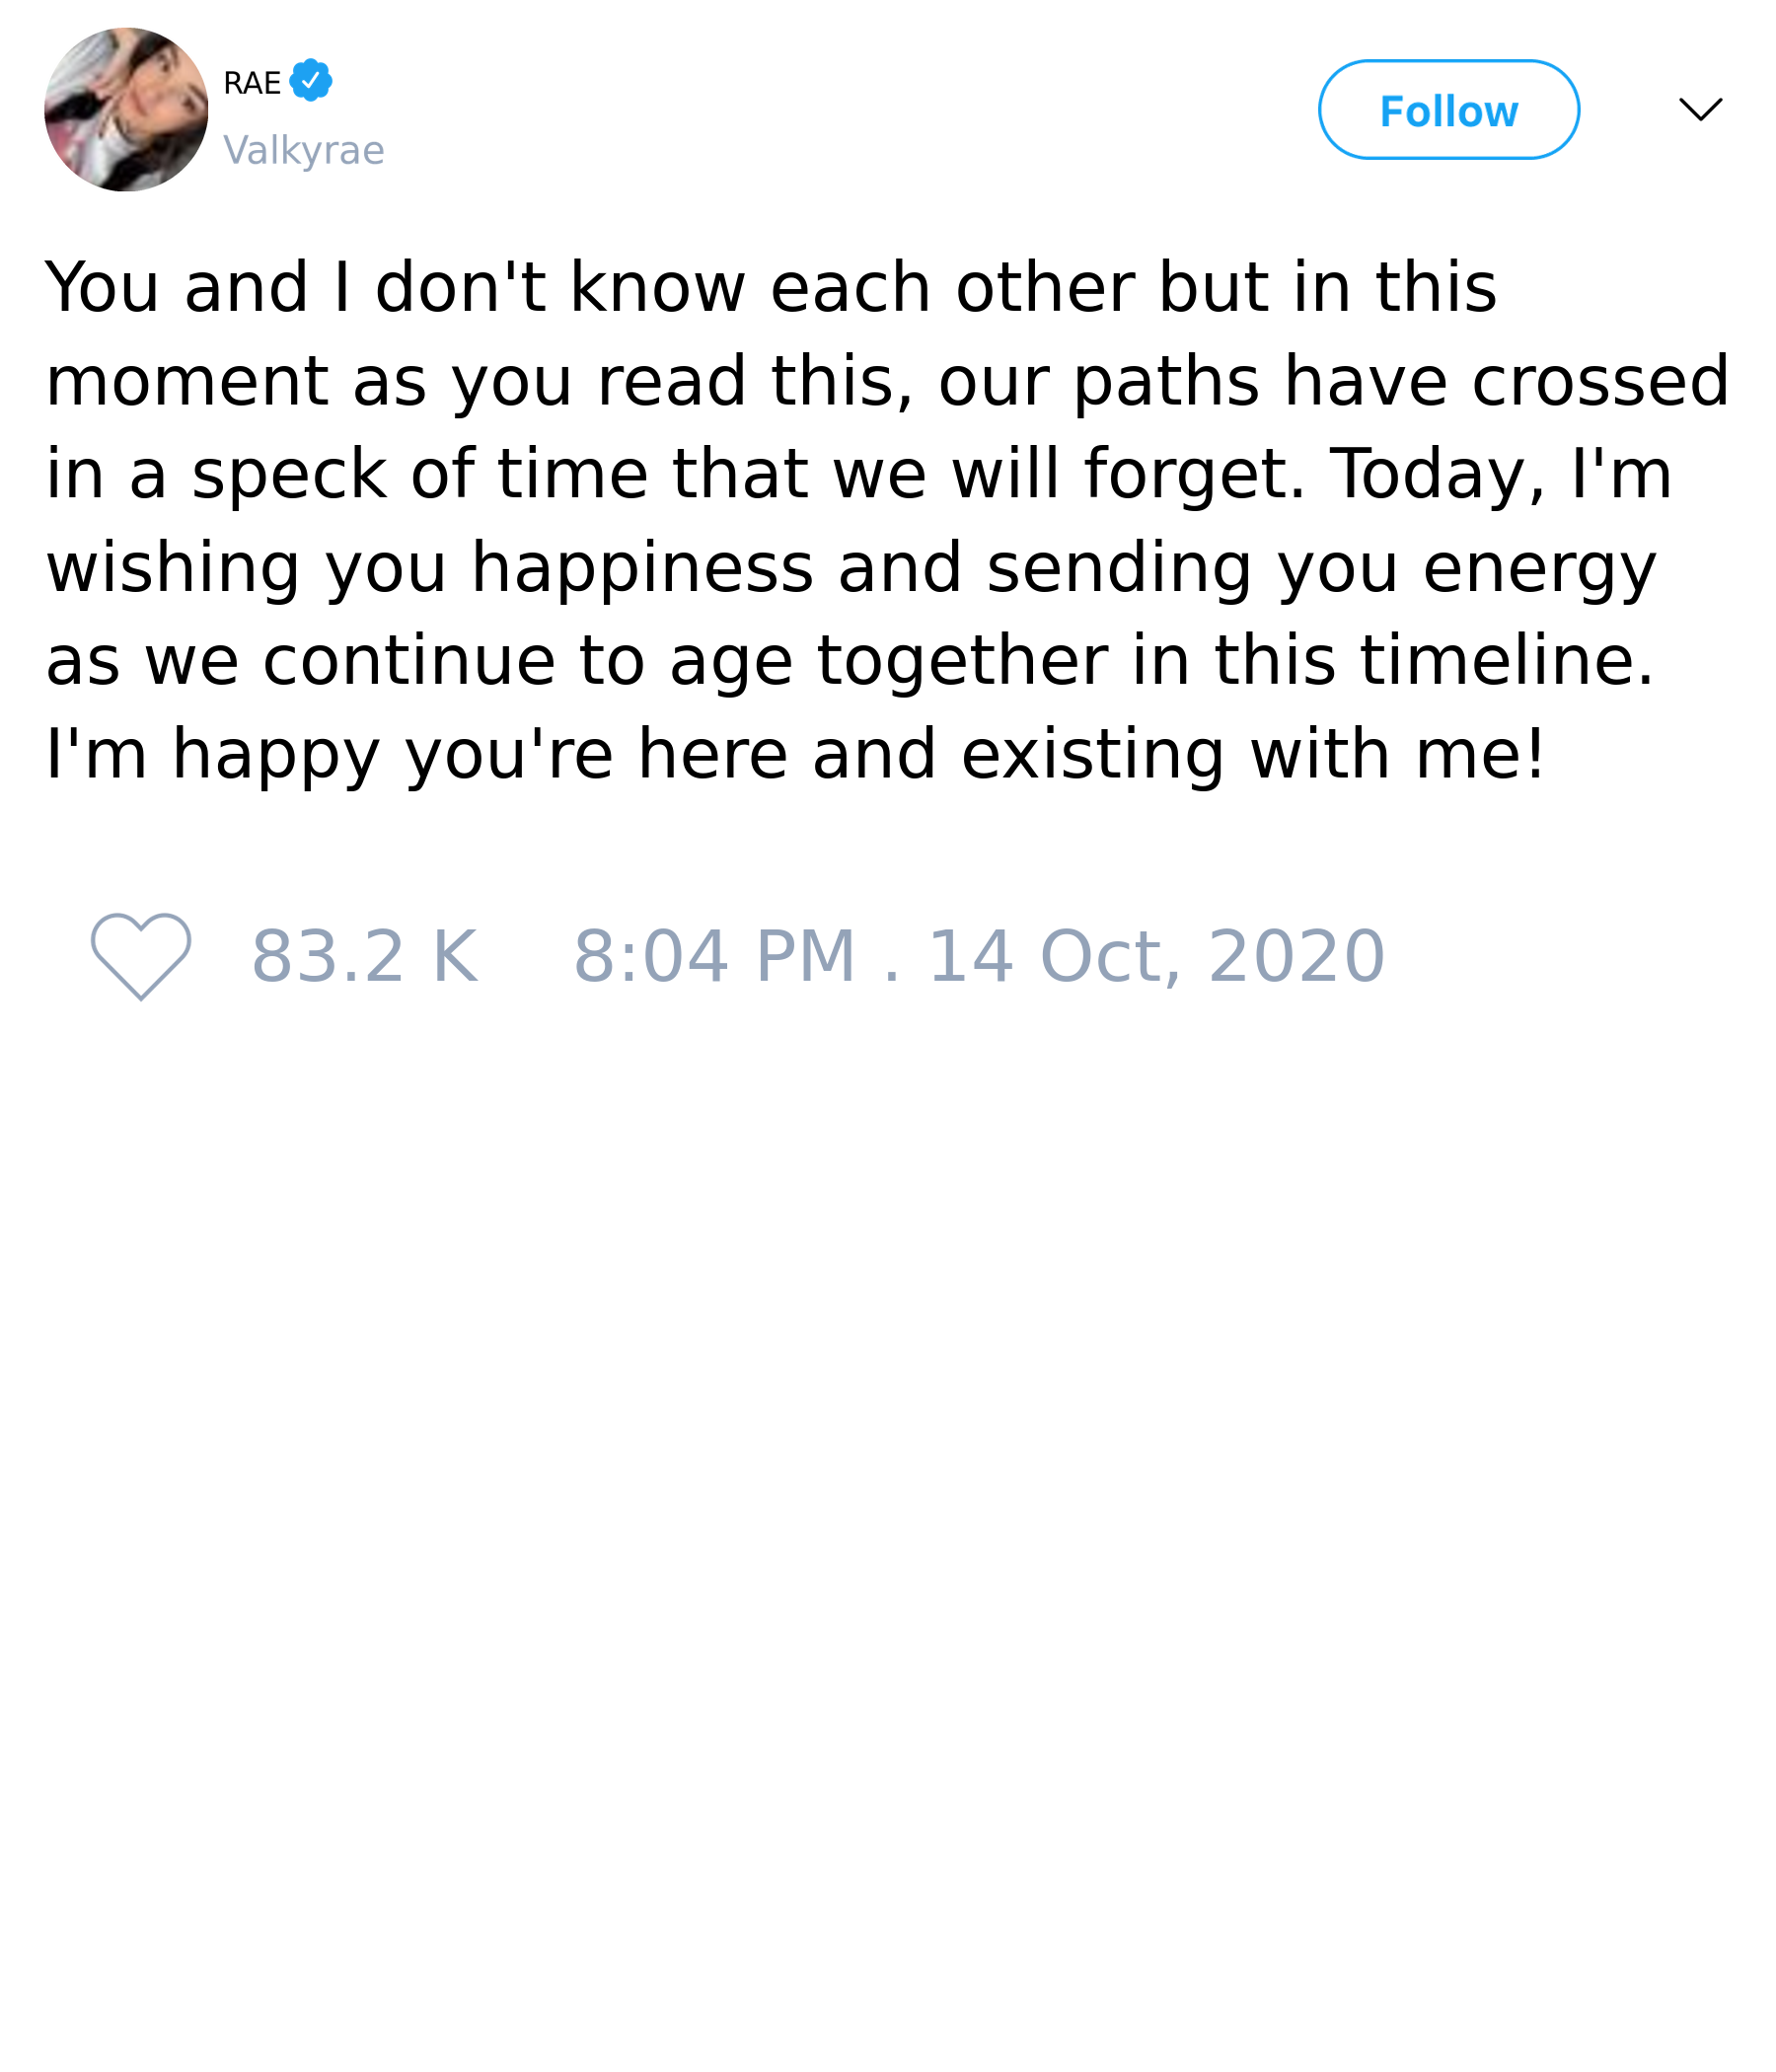 RAE
Valkyrae
Follow
You and I don't know each other but in this
moment as you read this, our paths have crossed
in a speck of time that we will forget. Today, I'm
wishing you happiness and sending you energy
as we continue to age together in this timeline.
I'm happy you're here and existing with me!
83.2 K 8:04 PM . 14 Oct, 2020